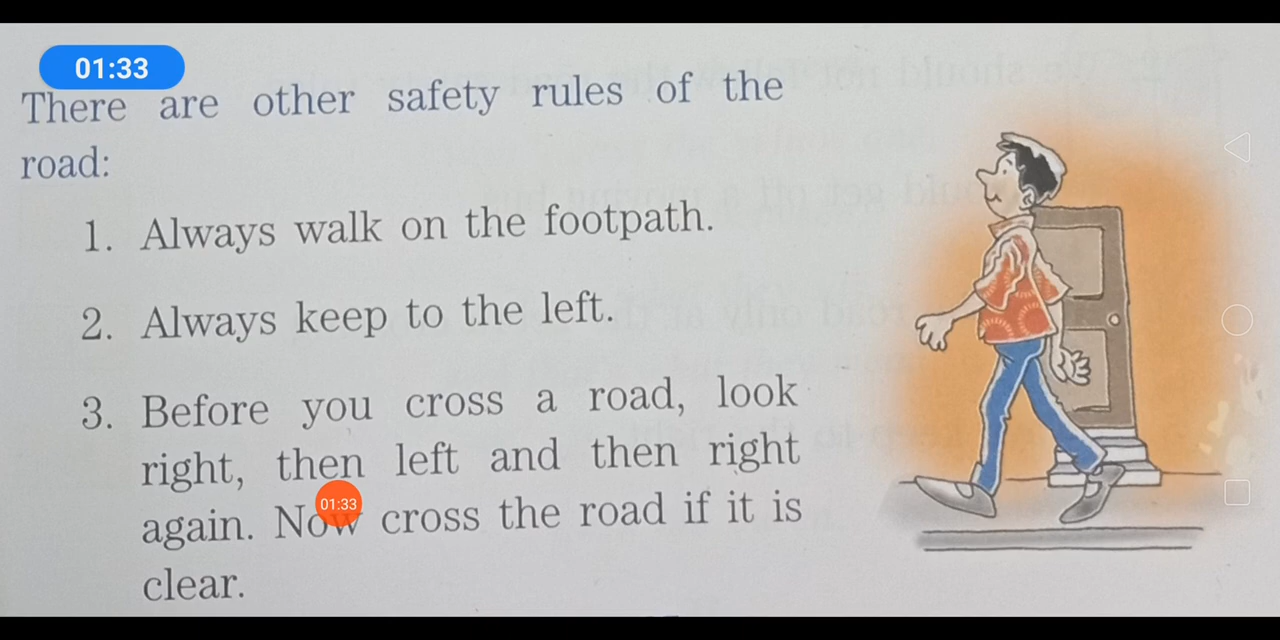 01:33
There are other safety rules of the
road:
1. Always walk on the footpath.
2. Always keep to the left.
3. Before you cross a road, look
right, then left and then right
again. Now cross the road if it is
01:33
clear.